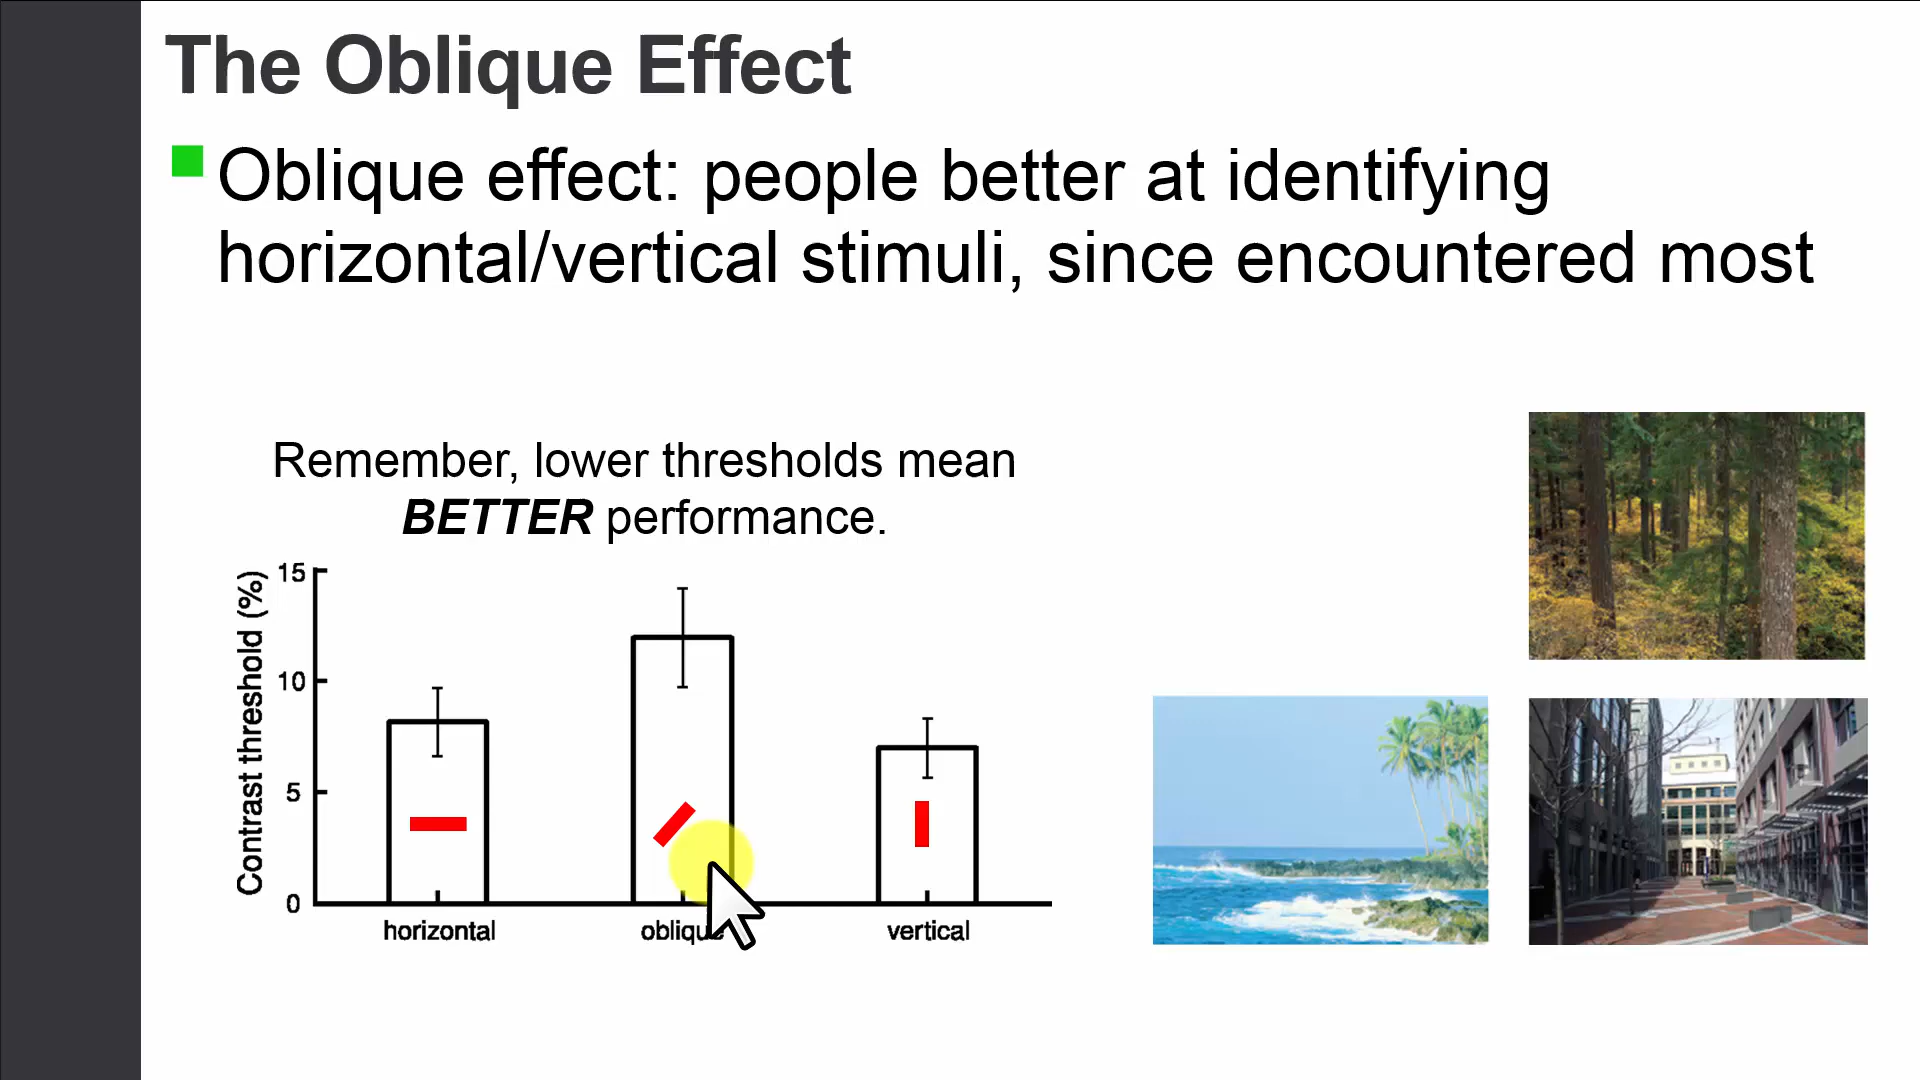 The Oblique Effect
Oblique effect: people better at identifying
horizontal/vertical stimuli, since encountered most
Remember, lower thresholds mean
BETTER performance.
Contrast threshold (%)
15
10
5
0
horizontal
oblique
vertical